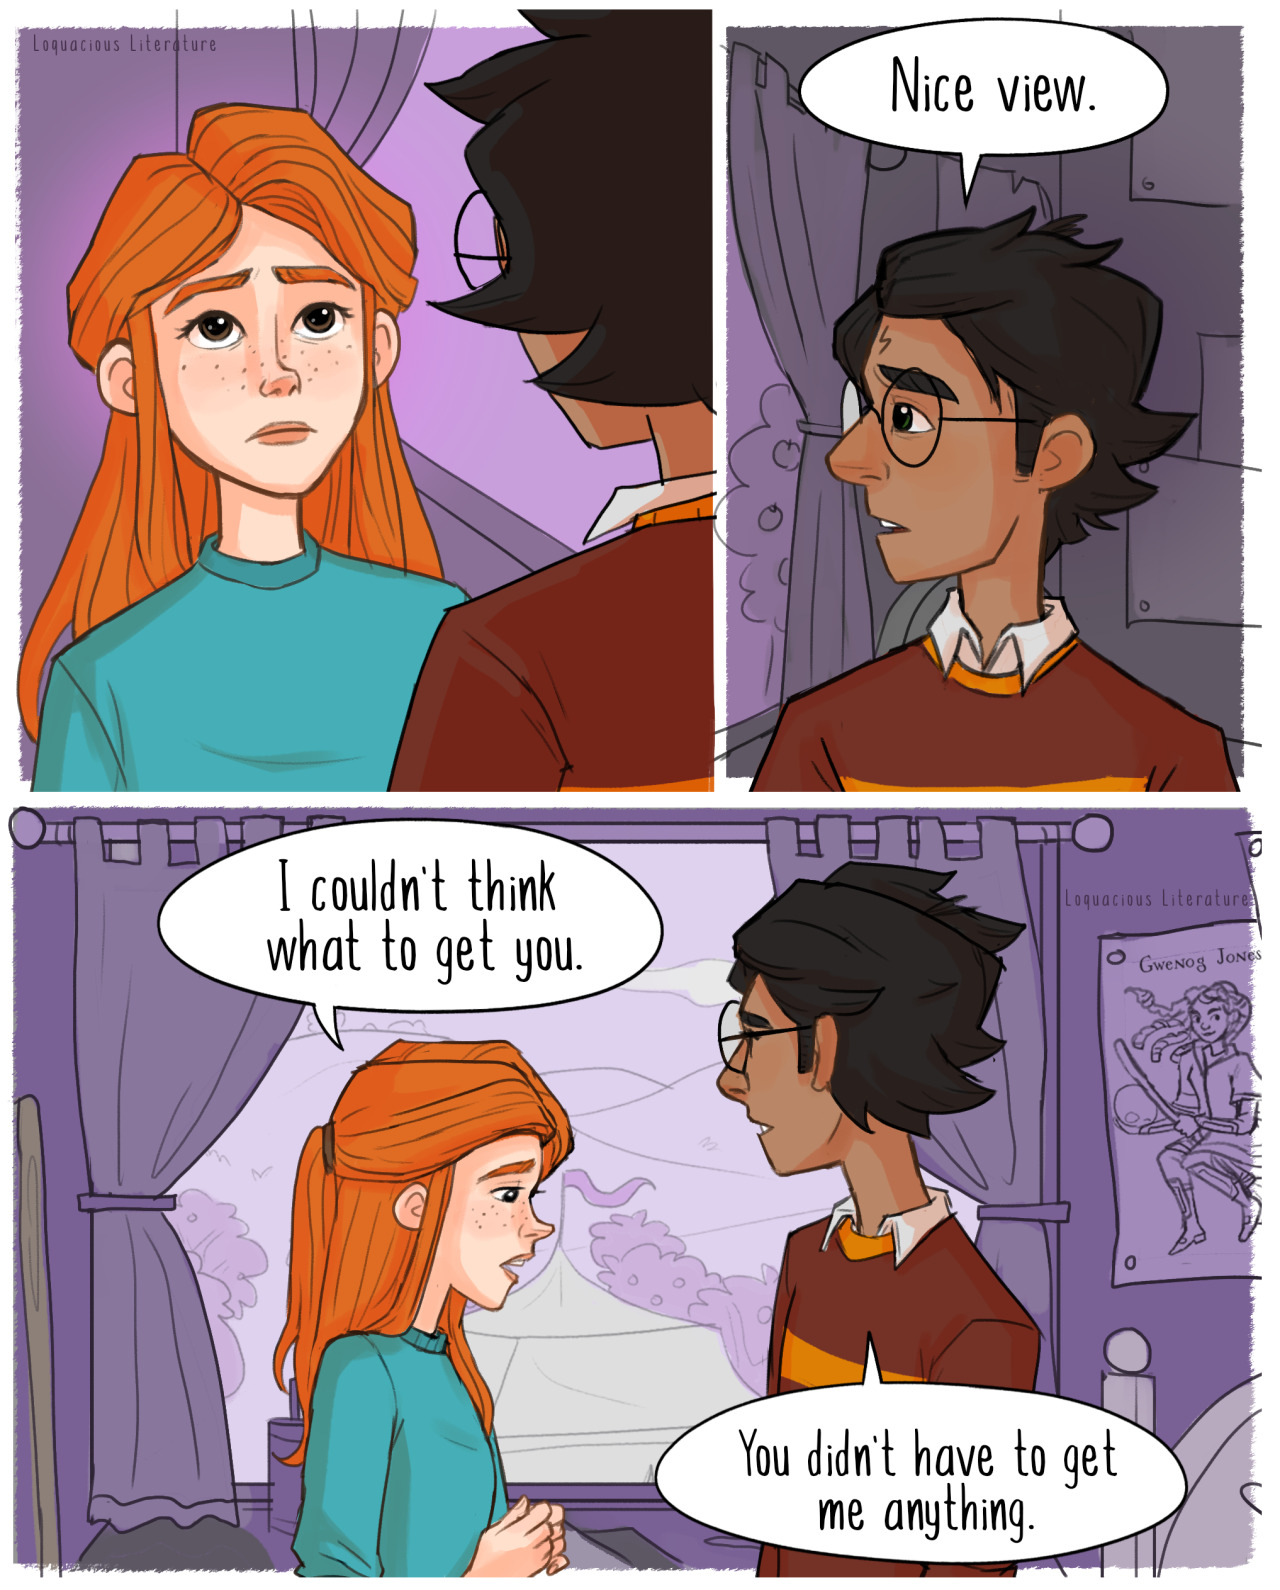 Loquacious Literature
Nice view.
I couldn't think
what to get you.
Loquacious Literature
Gwenog Jones
You didn't have to get
me anything.